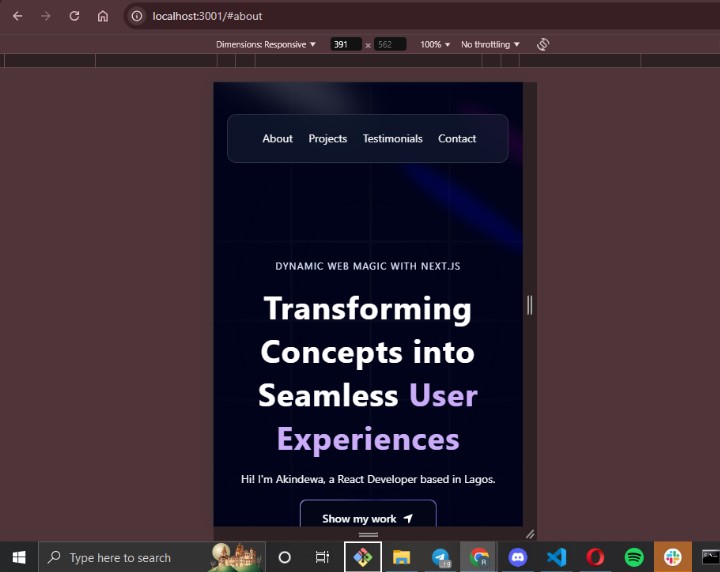 localhost:3001/#about
Dimensions: Responsive ▼ 391 × 562 100% ▼ No throttling ▼
About Projects Testimonials Contact
DYNAMIC WEB MAGIC WITH NEXT.JS
Transforming
Concepts into
Seamless User
Experiences
Hi! I'm Akindewa, a React Developer based in Lagos.
Show my work
Type here to search